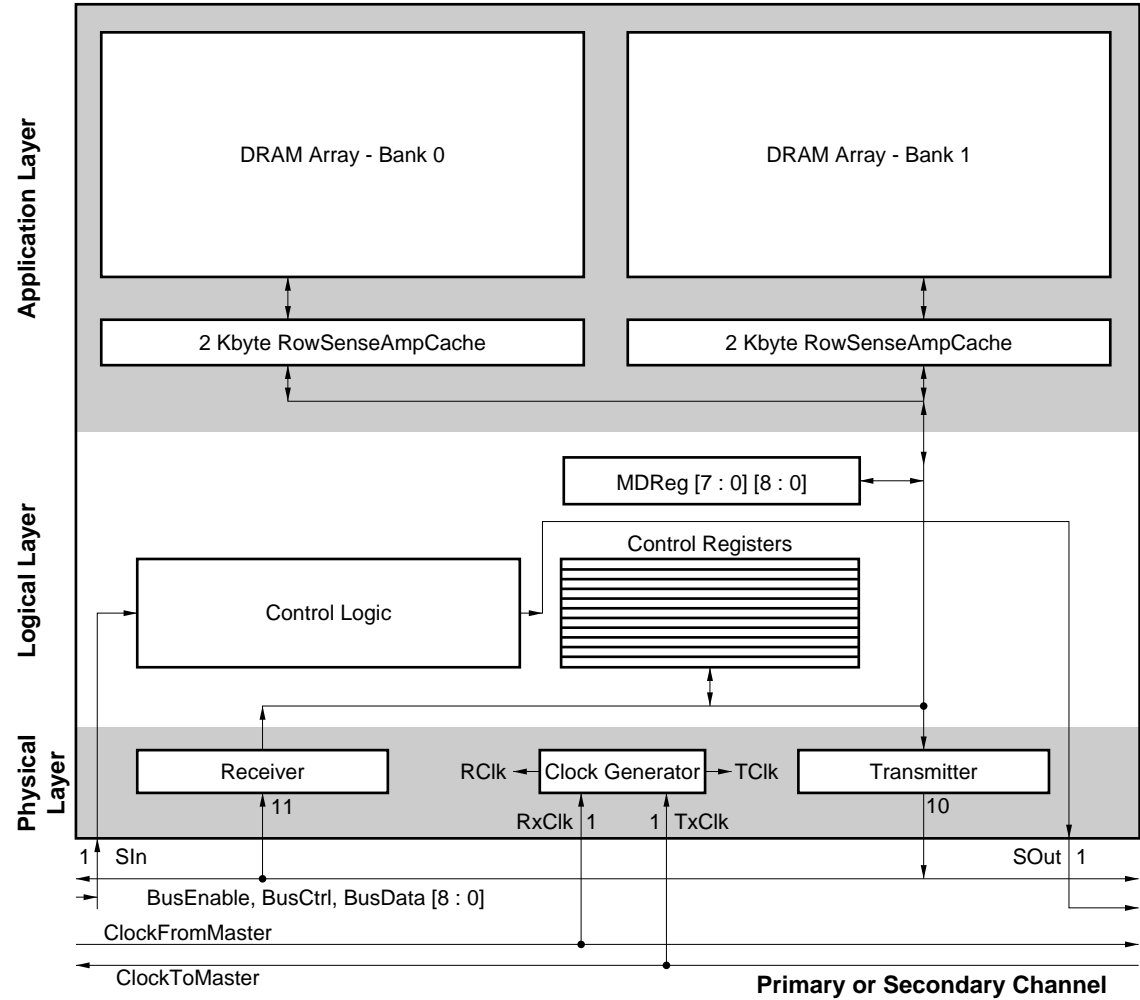 Application Layer
DRAM Array - Bank 0
DRAM Array - Bank 1
2 Kbyte RowSenseAmpCache
2 Kbyte RowSenseAmpCache
Logical Layer
MDReg [7 : 0] [8 : 0]
Control Registers
Control Logic
Physical
Layer
Receiver
RClk
Clock Generator
TClk
Transmitter
11
10
RxClk 1
1 TxClk
1 SIn
SOut 1
BusEnable, BusCtrl, BusData [8 : 0]
ClockFromMaster
ClockToMaster
Primary or Secondary Channel